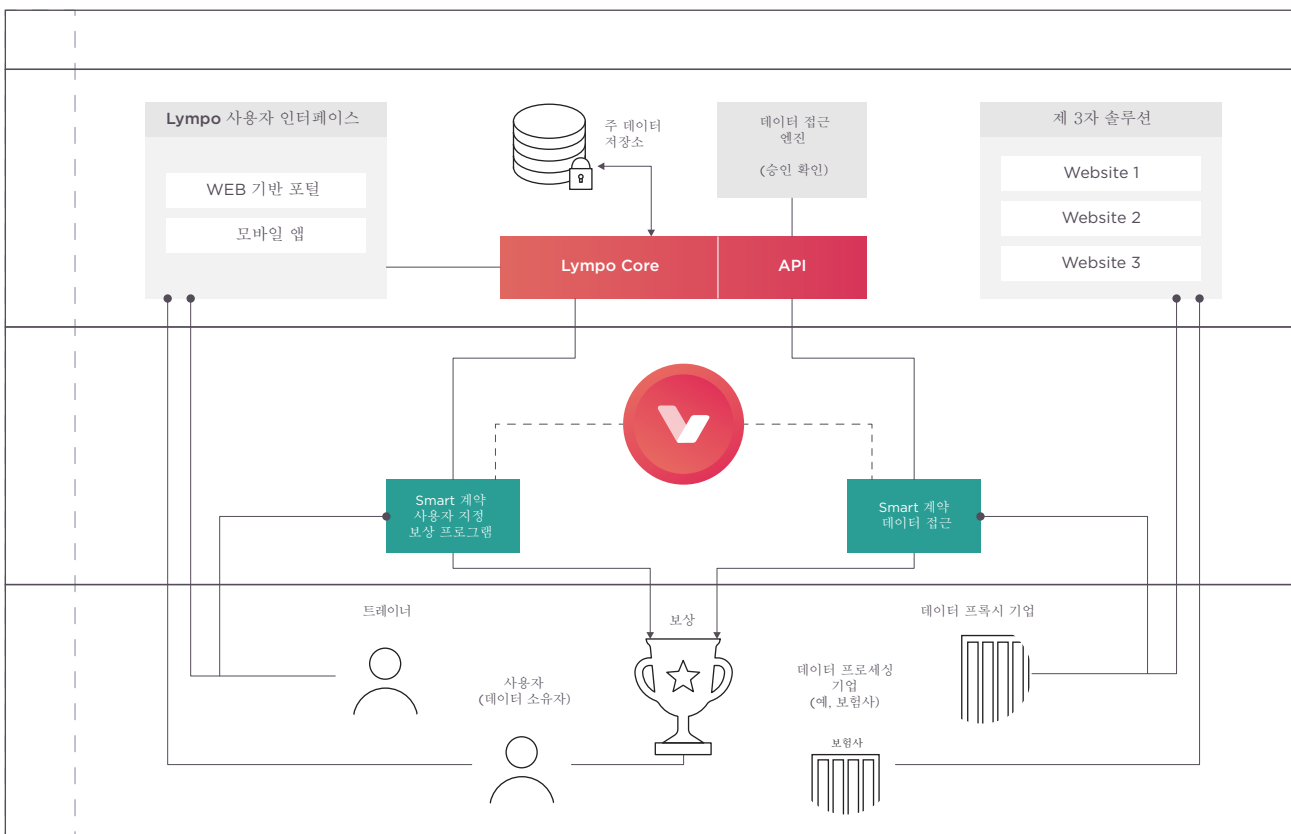 Lympo 사용자 인터페이스
WEB 기반 포털
모바일 앱
주 데이터
저장소
데이터 접근
엔진
(승인 확인)
제 3자 솔루션
Website 1
Website 2
Website 3
Lympo Core
API
Smart 계약
사용자 지정
보상 프로그램
Smart 계약
데이터 접근
트레이너
사용자
(데이터 소유자)
보상
데이터 프로세싱
기업
(예, 보험사)
보험사
데이터 프록시 기업